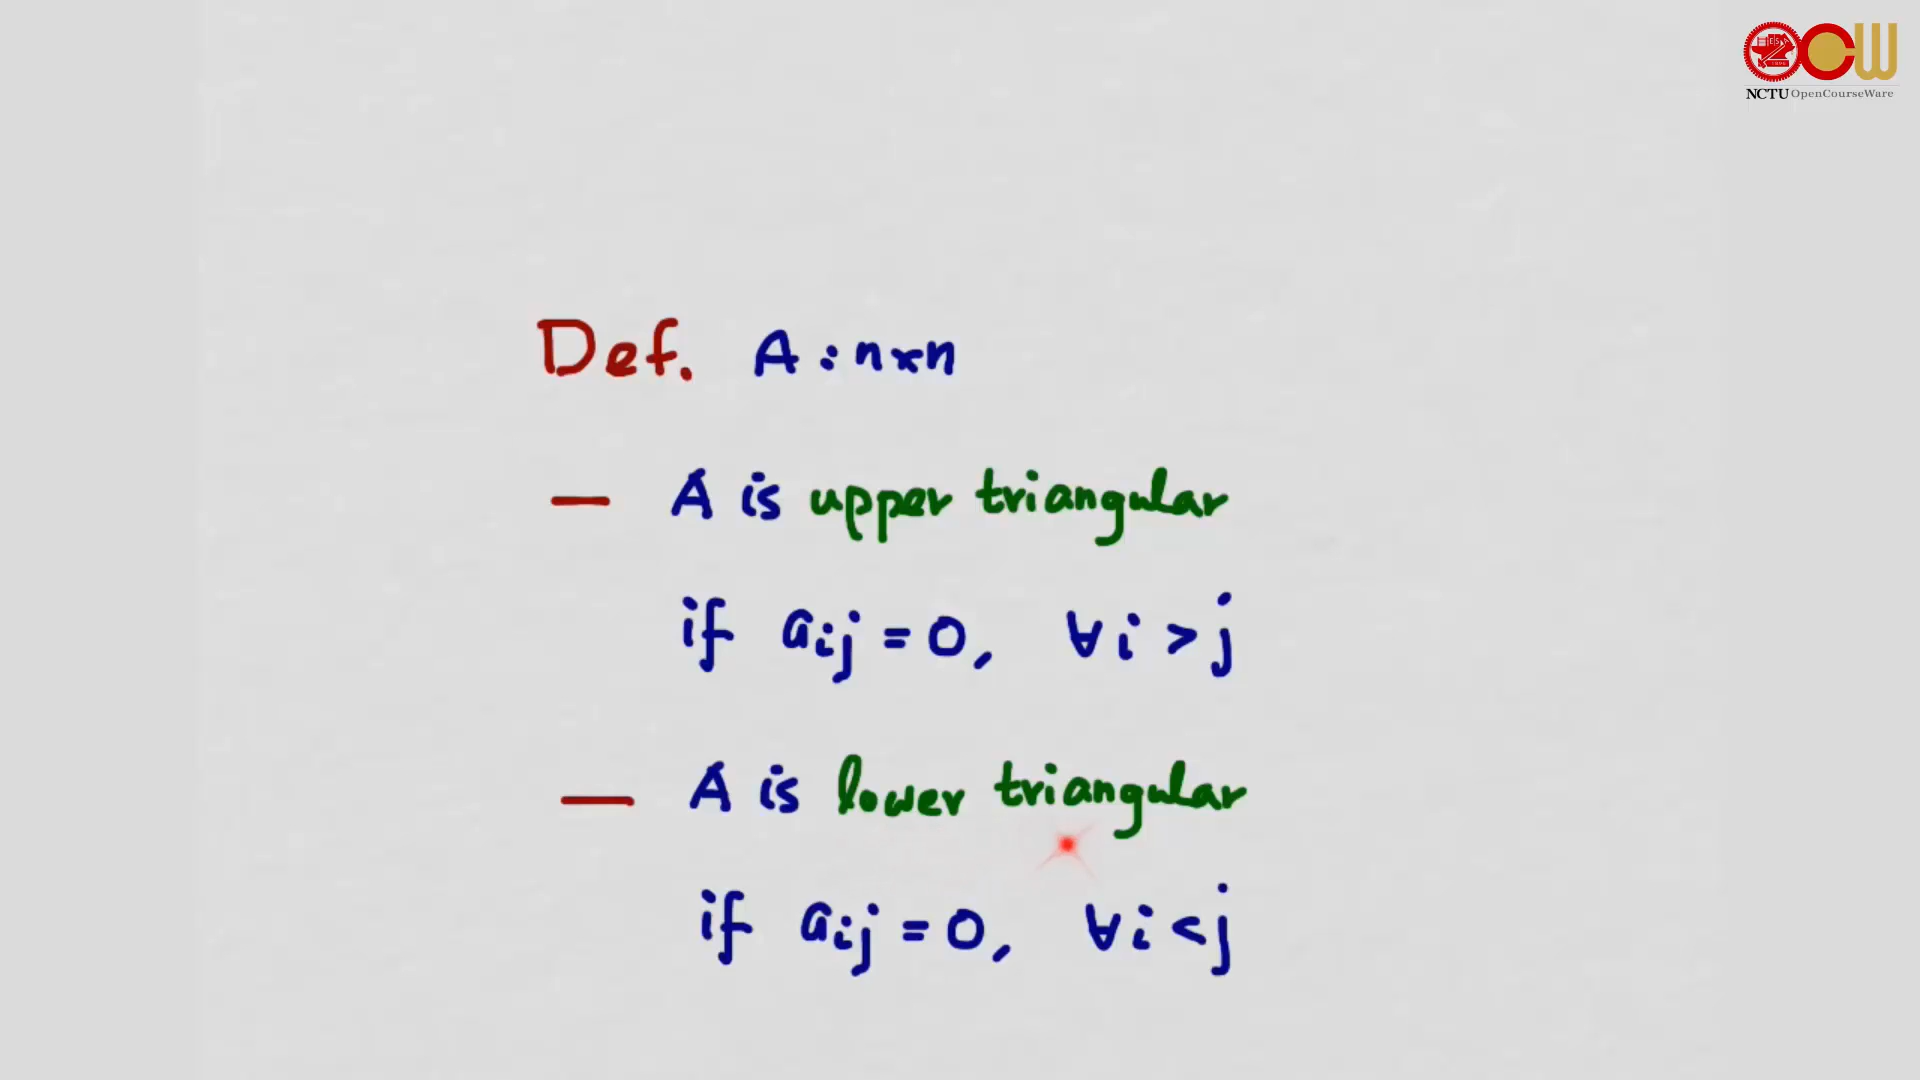 NCTU OpenCourseWare
Def. A : n×n
— A is upper triangular
if aij = 0, ∀i > j
— A is lower triangular
if aij = 0, ∀i < j